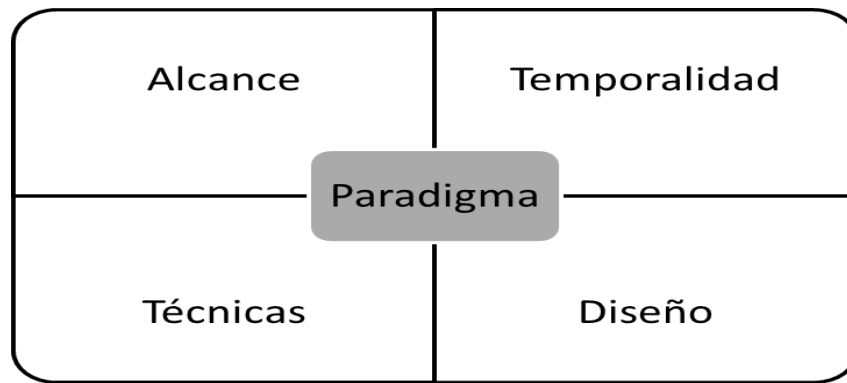 Alcance
Temporalidad
Paradigma
Técnicas
Diseño